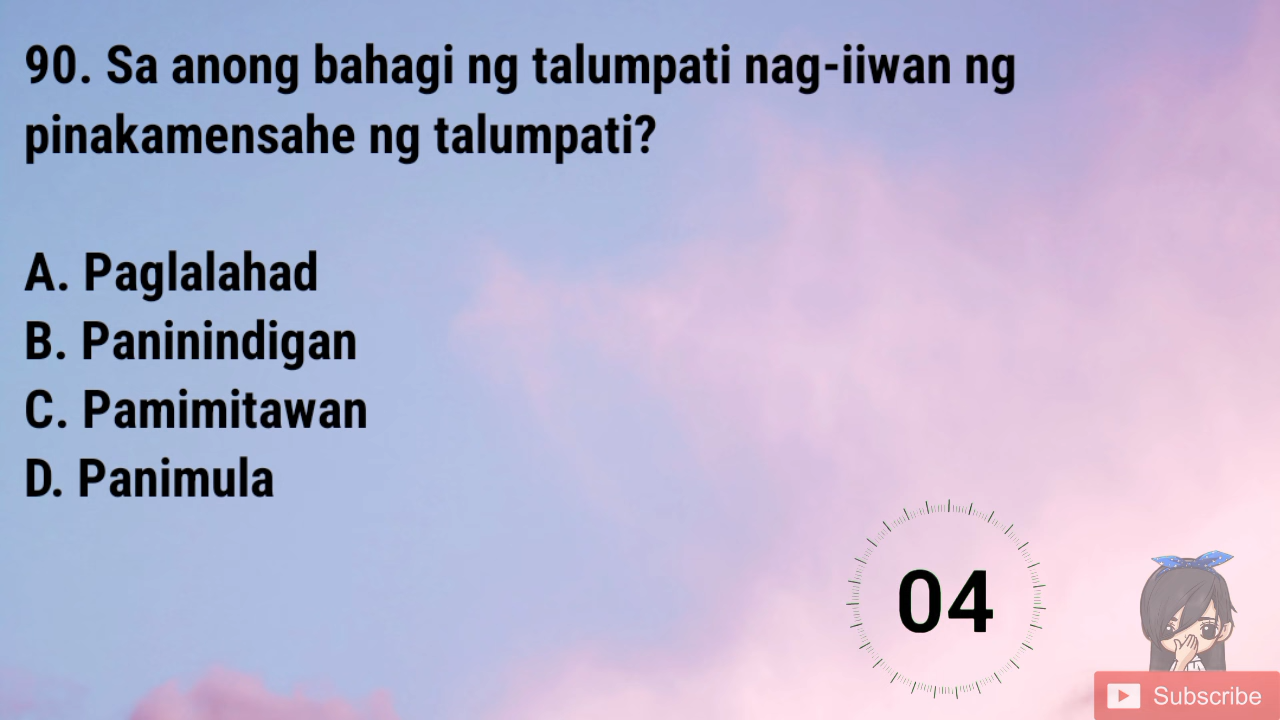 90. Sa anong bahagi ng talumpati nag-iiwan ng
pinakamensahe ng talumpati?
A. Paglalahad
B. Paninindigan
C. Pamimitawan
D. Panimula
04
Subscribe